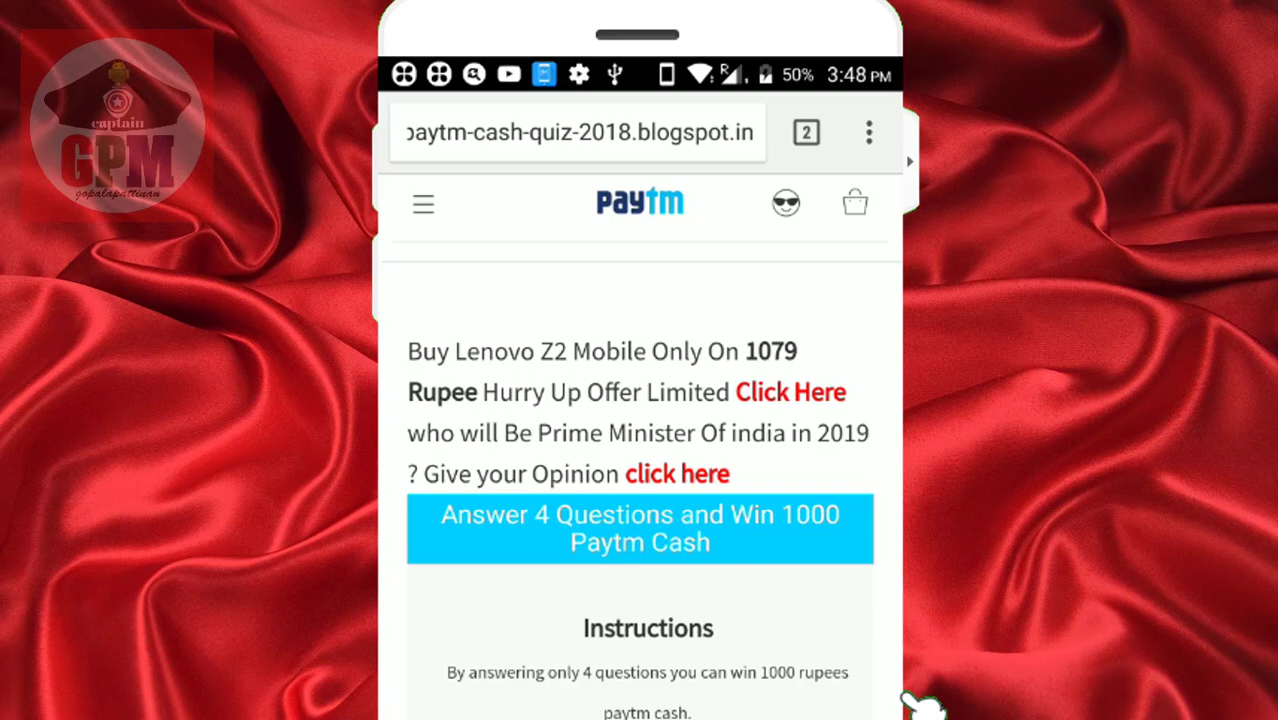 captain
GPM
gopalapattinam
50% 3:48 PM
paytm-cash-quiz-2018.blogspot.in
2
paytm
Buy Lenovo Z2 Mobile Only On 1079
Rupee Hurry Up Offer Limited Click Here
who will Be Prime Minister Of india in 2019
? Give your Opinion click here
Answer 4 Questions and Win 1000
Paytm Cash
Instructions
By answering only 4 questions you can win 1000 rupees
paytm cash.